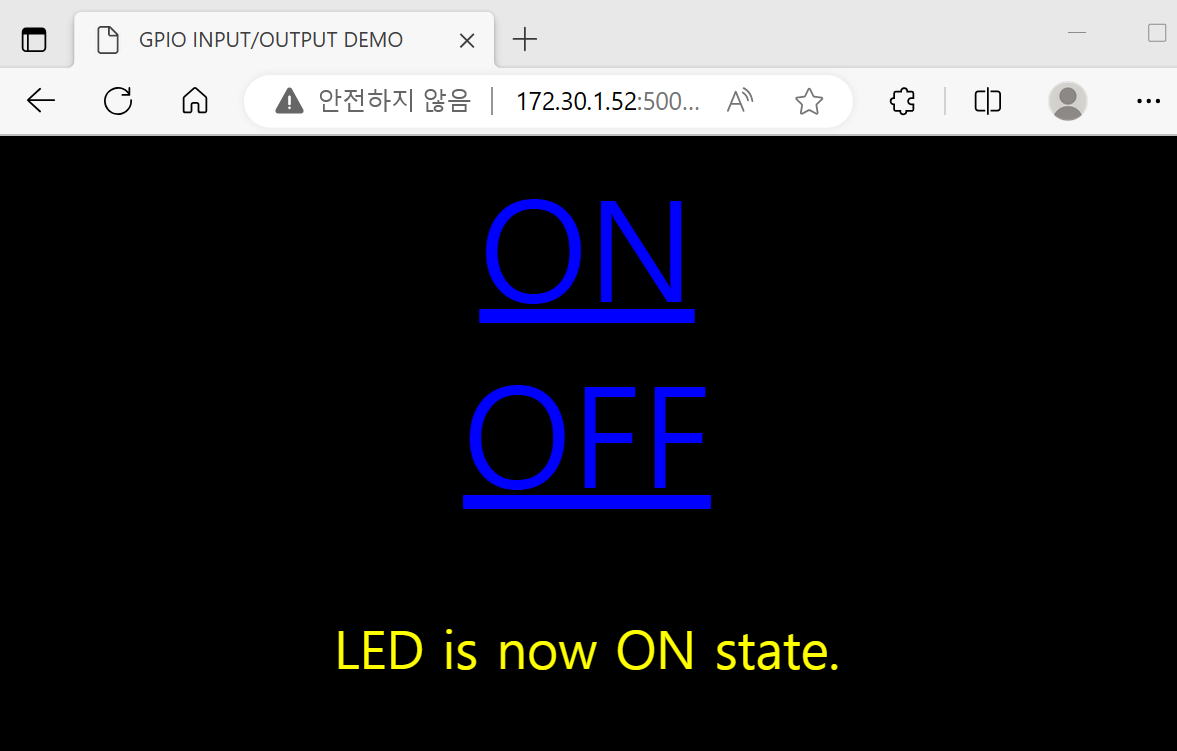 GPIO INPUT/OUTPUT DEMO
안전하지 않음 172.30.1.52:500...
ON
OFF
LED is now ON state.